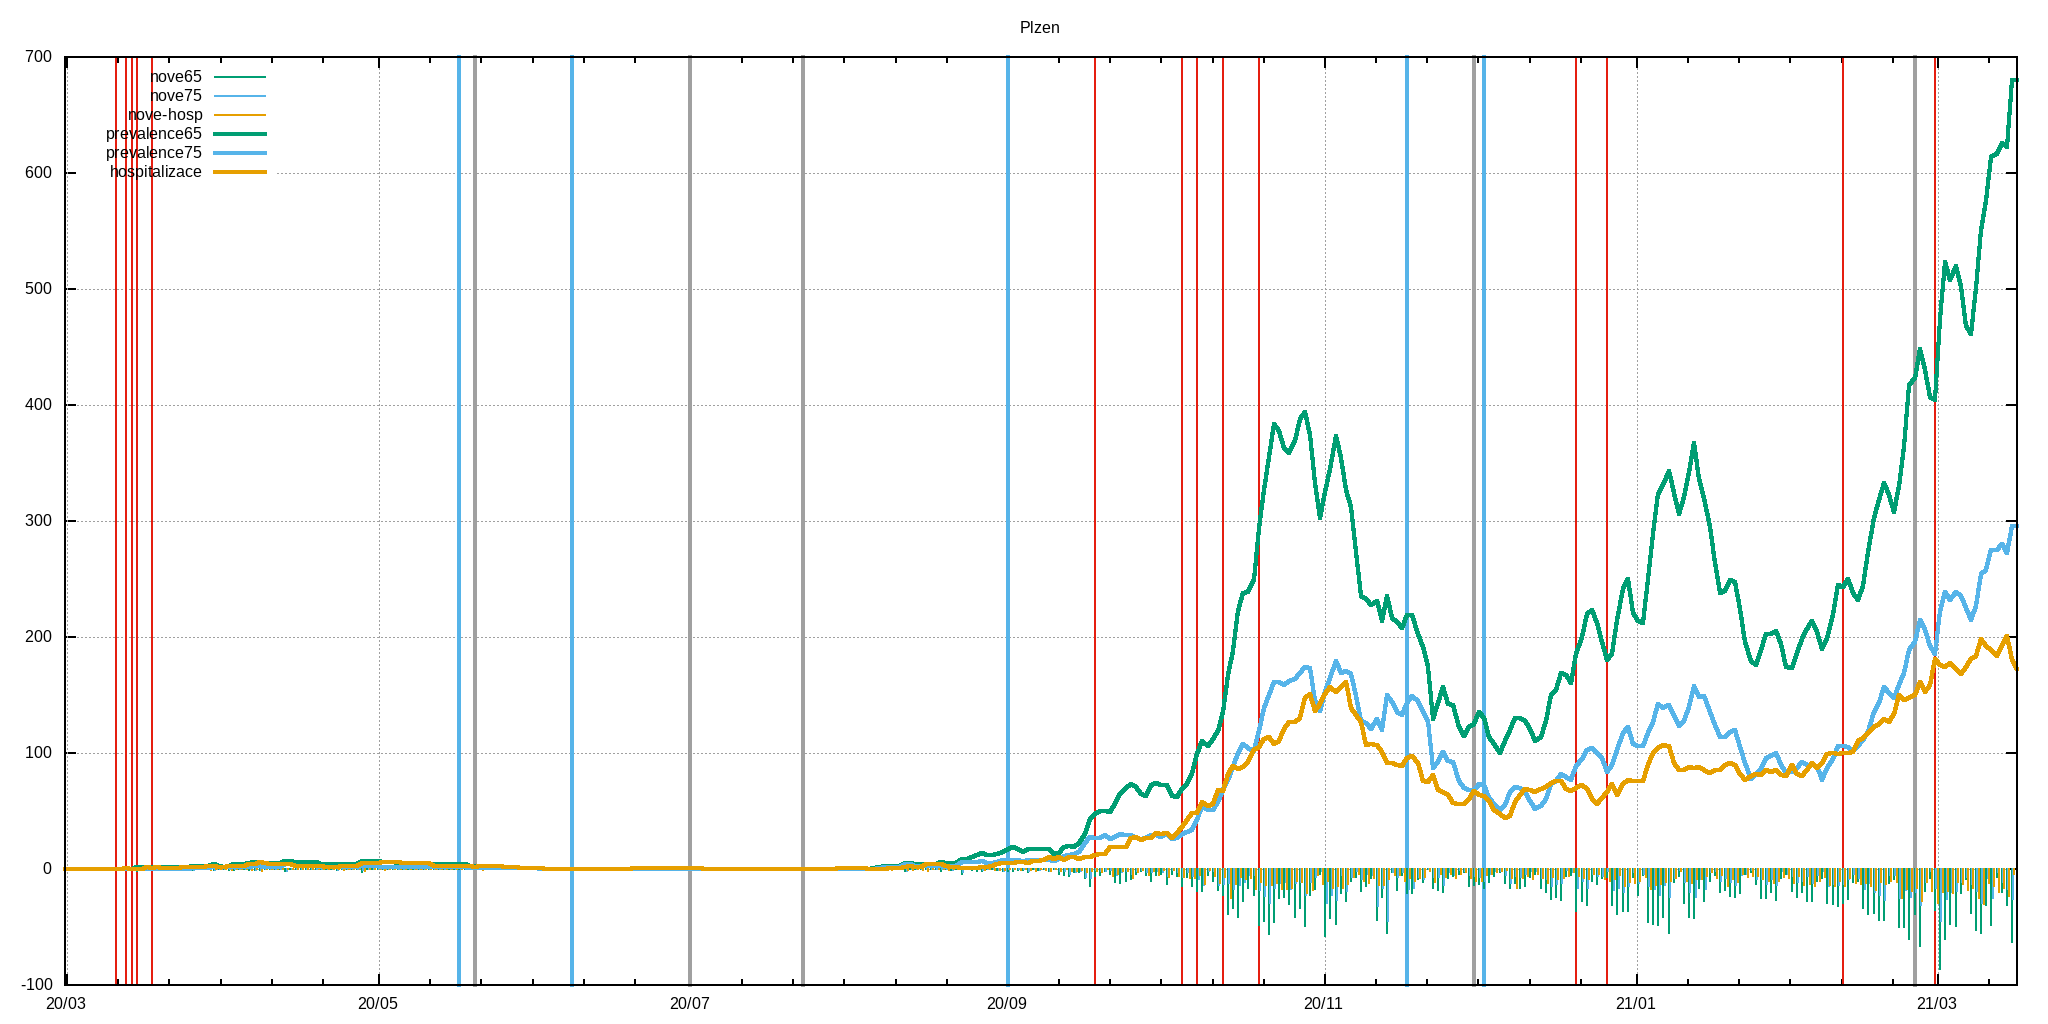 Plzen
700
600
500
400
300
200
100
0
-100
nove65
nove75
nove-hosp
prevalence65
prevalence75
hospitalizace
20/03 20/05 20/07 20/09 20/11 21/01 21/03